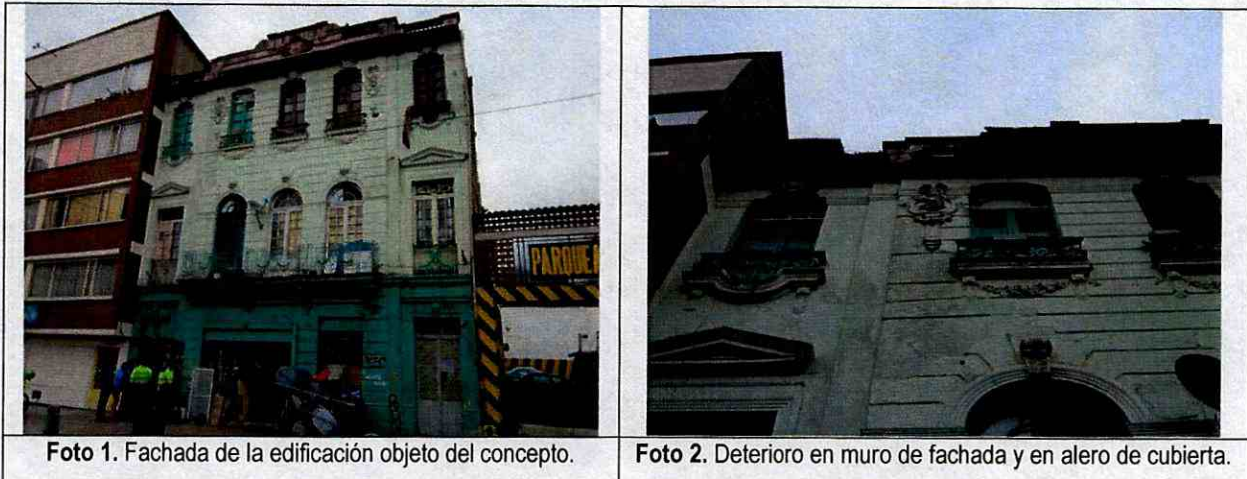 PARQUE
Foto 1. Fachada de la edificación objeto del concepto.
Foto 2. Deterioro en muro de fachada y en alero de cubierta.